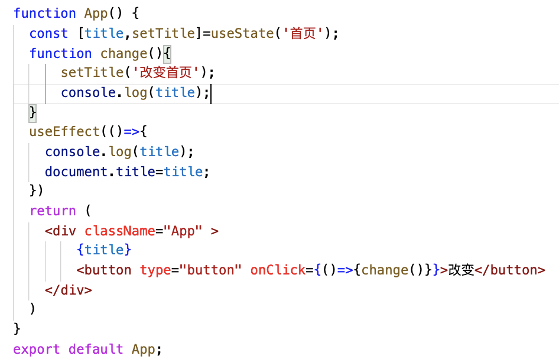 function App() {
  const [title,setTitle]=useState('首页');
  function change(){
      setTitle('改变首页');
      console.log(title);
  }
  useEffect(()=>{
    console.log(title);
    document.title=title;
  })
  return (
    <div className="App" >
        {title}
        <button type="button" onClick={()=>{change()}}>改变</button>
    </div>
  )
}
export default App;